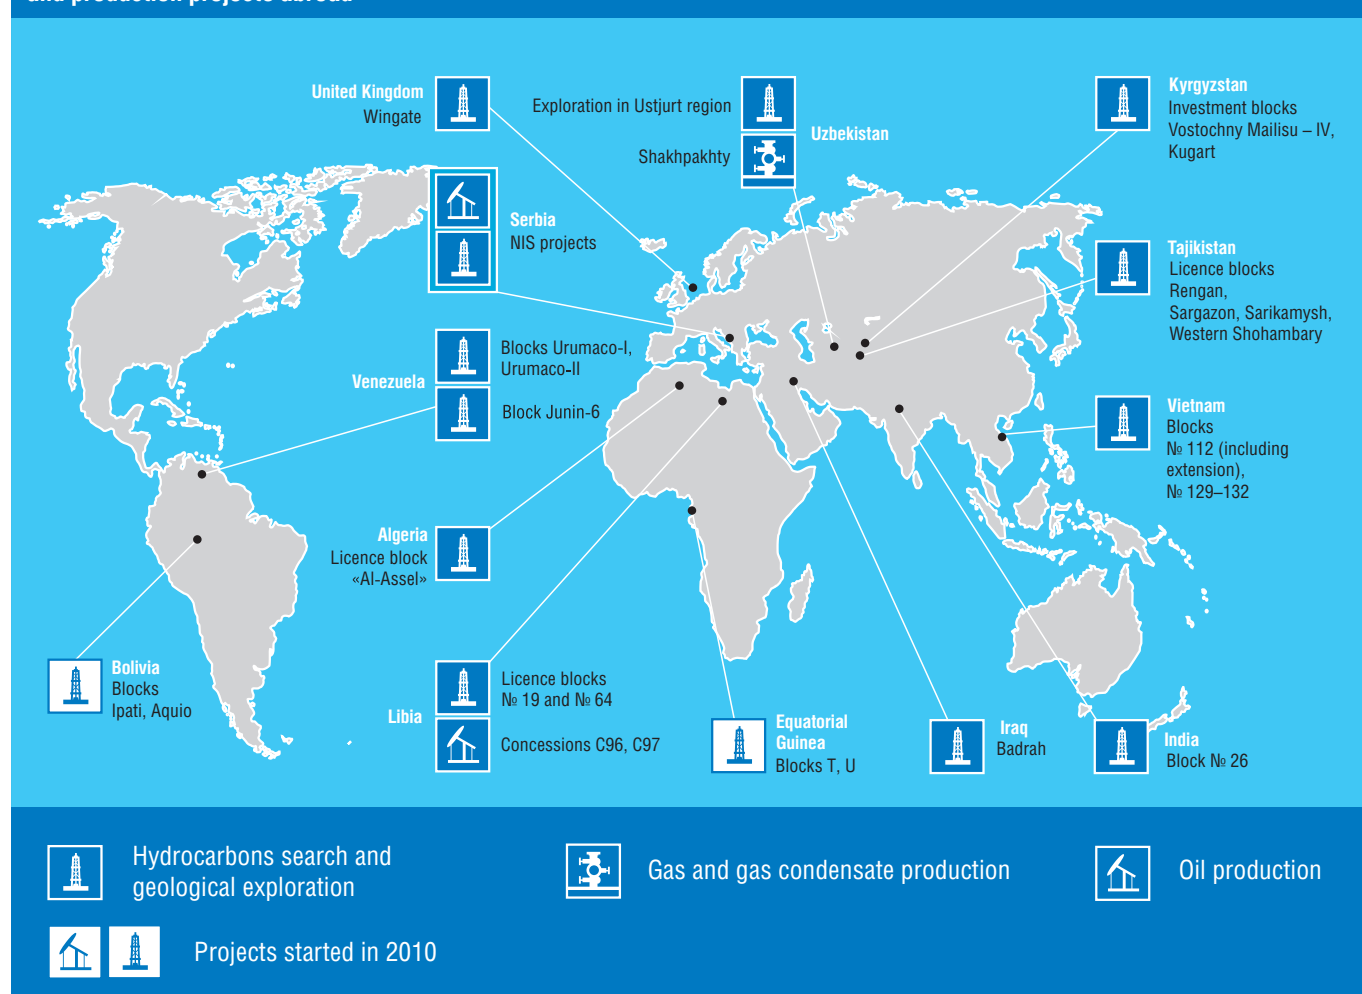 and production projects abroad
United Kingdom
Wingate
Exploration in Ustjurt region
Shakhpakhty
Uzbekistan
Kyrgyzstan
Investment blocks
Vostochny Mailisu – IV,
Kugart
Serbia
NIS projects
Tajikistan
Licence blocks
Rengan,
Sargazon, Sarikamysh,
Western Shohambary
Venezuela
Blocks Urumaco-I,
Urumaco-II
Block Junin-6
Vietnam
Blocks
№ 112 (including
extension),
№ 129–132
Algeria
Licence block
«Al-Assel»
Bolivia
Blocks
Ipati, Aquio
Libia
Licence blocks
№ 19 and № 64
Concessions C96, C97
Equatorial
Guinea
Blocks T, U
Iraq
Badrah
India
Block № 26
Hydrocarbons search and
geological exploration
Gas and gas condensate production
Oil production
Projects started in 2010